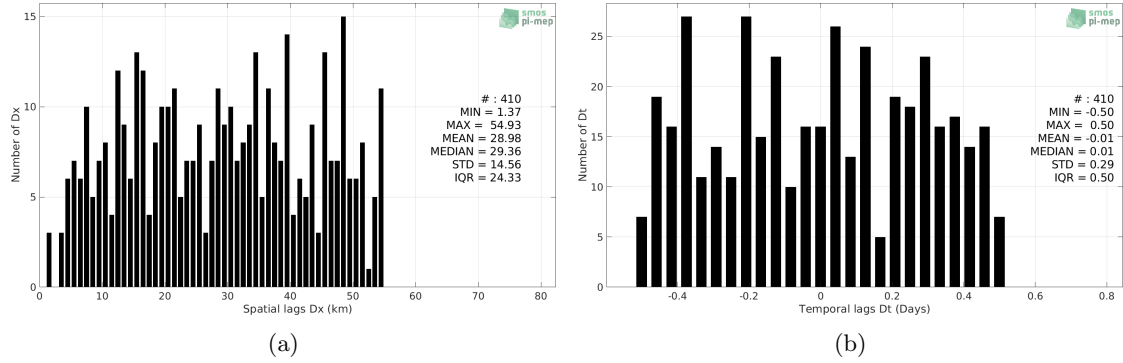 15
10
5
0
Number of Dx
0
10
20
30
40
50
60
70
80
Spatial lags Dx (km)
smos
pi-mep
# : 410
MIN = 1.37
MAX = 54.93
MEAN = 28.98
MEDIAN = 29.36
STD = 14.56
IQR = 24.33
(a)
25
20
15
10
5
0
Number of Dt
-0.4
-0.2
0
0.2
0.4
0.6
0.8
Temporal lags Dt (Days)
smos
pi-mep
# : 410
MIN = -0.50
MAX = 0.50
MEAN = -0.01
MEDIAN = 0.01
STD = 0.29
IQR = 0.50
(b)